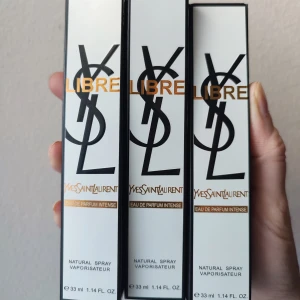 LIBRE
YSL
YVESSAINTLAURENT
EAU DE PARFUM INTENSE
NATURAL SPRAY
VAPORISATEUR
e 33 ml 1.14 FL. OZ.
LIBRE
YSL
YVESSAINTLAURENT
EAU DE PARFUM INTENSE
NATURAL SPRAY
VAPORISATEUR
e 33 ml 1.14 FL. OZ.
LIBRE
YSL
YVESSAINTLAURENT
EAU DE PARFUM INTENSE
NATURAL SPRAY
VAPORISATEUR
e 33 ml 1.14 FL. OZ.